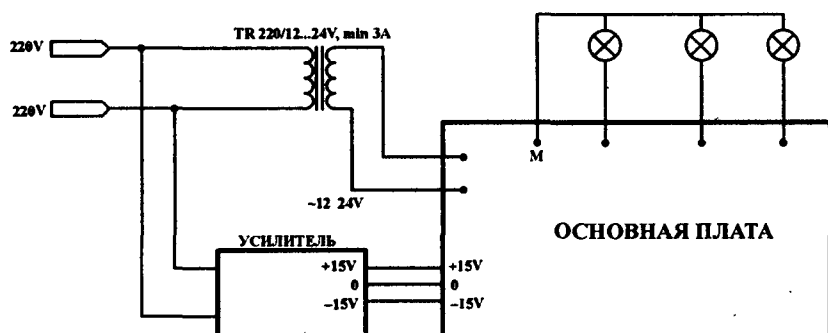 TR 220/12...24V, min 3A
220V
220V
M
~12 24V
ОСНОВНАЯ ПЛАТА
УСИЛИТЕЛЬ
+15V
0
–15V
+15V
0
–15V